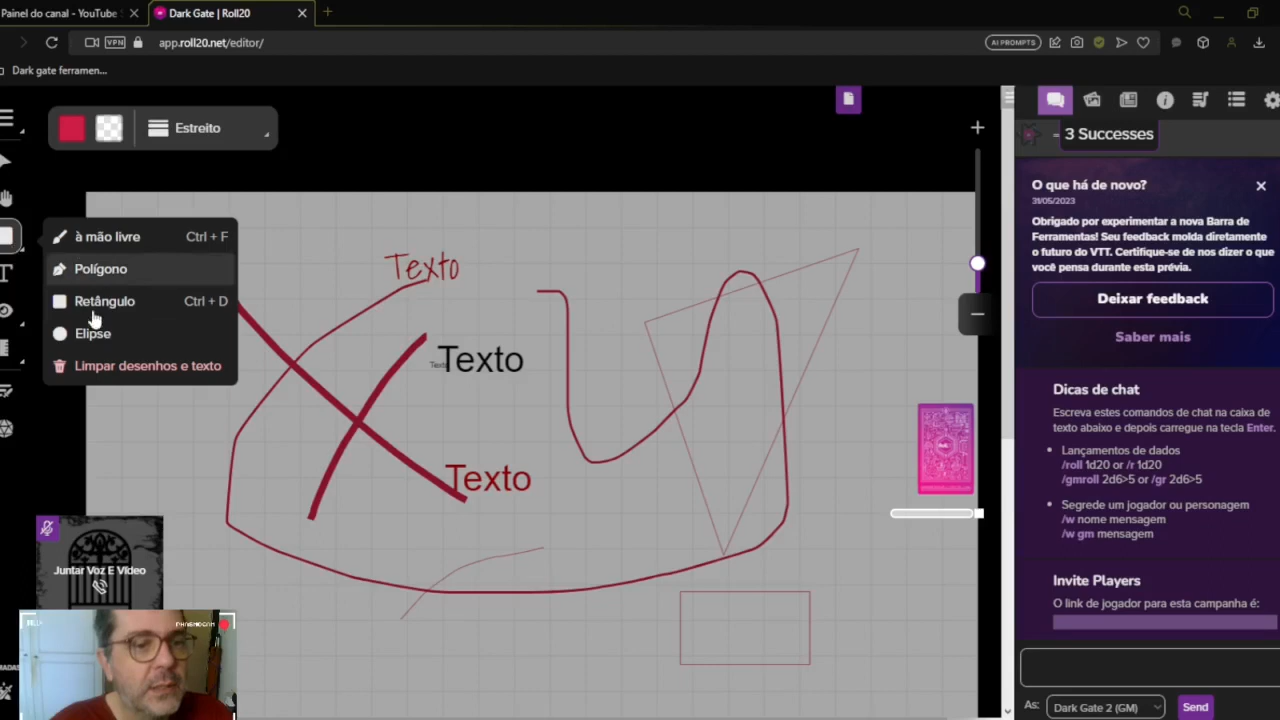 Painel do canal - YouTube
Dark Gate | Roll20
VPN
app.roll20.net/editor/
AI PROMPTS
Dark gate ferramen...
Estreito
= 3 Successes
à mão livre Ctrl + F
Polígono
Retângulo Ctrl + D
Elipse
Limpar desenhos e texto
Texto
Texto
Texto
Texto
Juntar Voz E Vídeo
O que há de novo?
31/05/2023
Obrigado por experimentar a nova Barra de
Ferramentas! Seu feedback molda diretamente
o futuro do VTT. Certifique-se de nos dizer o que
você pensa durante esta prévia.
Deixar feedback
Saber mais
Dicas de chat
Escreva estes comandos de chat na caixa de
texto abaixo e depois carregue na tecla Enter.
Lançamentos de dados
/roll 1d20 or /r 1d20
/gmroll 2d6>5 or /gr 2d6>5
Segrede um jogador ou personagem
/w nome mensagem
/w gm mensagem
Invite Players
O link de jogador para esta campanha é:
As: Dark Gate 2 (GM) Send